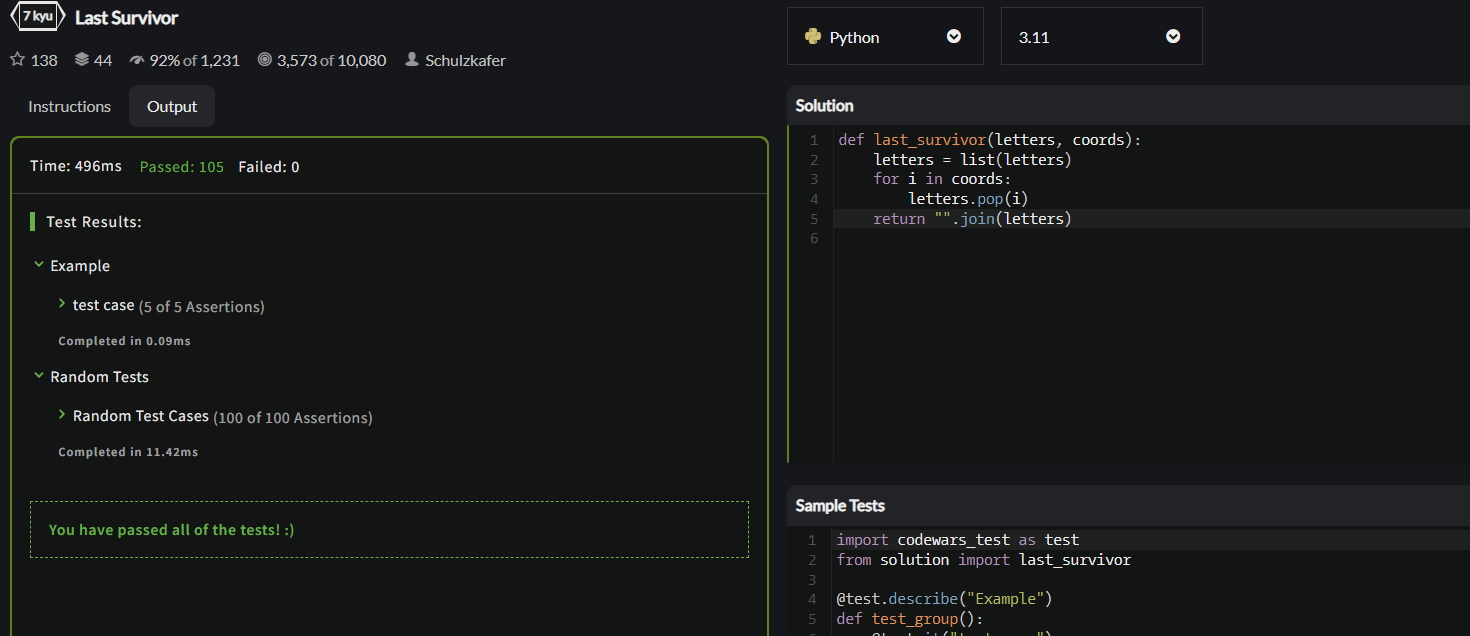 7 kyu Last Survivor
138 44 92% of 1,231 3,573 of 10,080 Schulzkafer
Instructions Output
Time: 496ms Passed: 105 Failed: 0
Test Results:
Example
test case (5 of 5 Assertions)
Completed in 0.09ms
Random Tests
Random Test Cases (100 of 100 Assertions)
Completed in 11.42ms
You have passed all of the tests! :)
Python 3.11
Solution
1 def last_survivor(letters, coords):
2 letters = list(letters)
3 for i in coords:
4 letters.pop(i)
5 return "".join(letters)
6
Sample Tests
1 import codewars_test as test
2 from solution import last_survivor
3
4 @test.describe("Example")
5 def test_group():